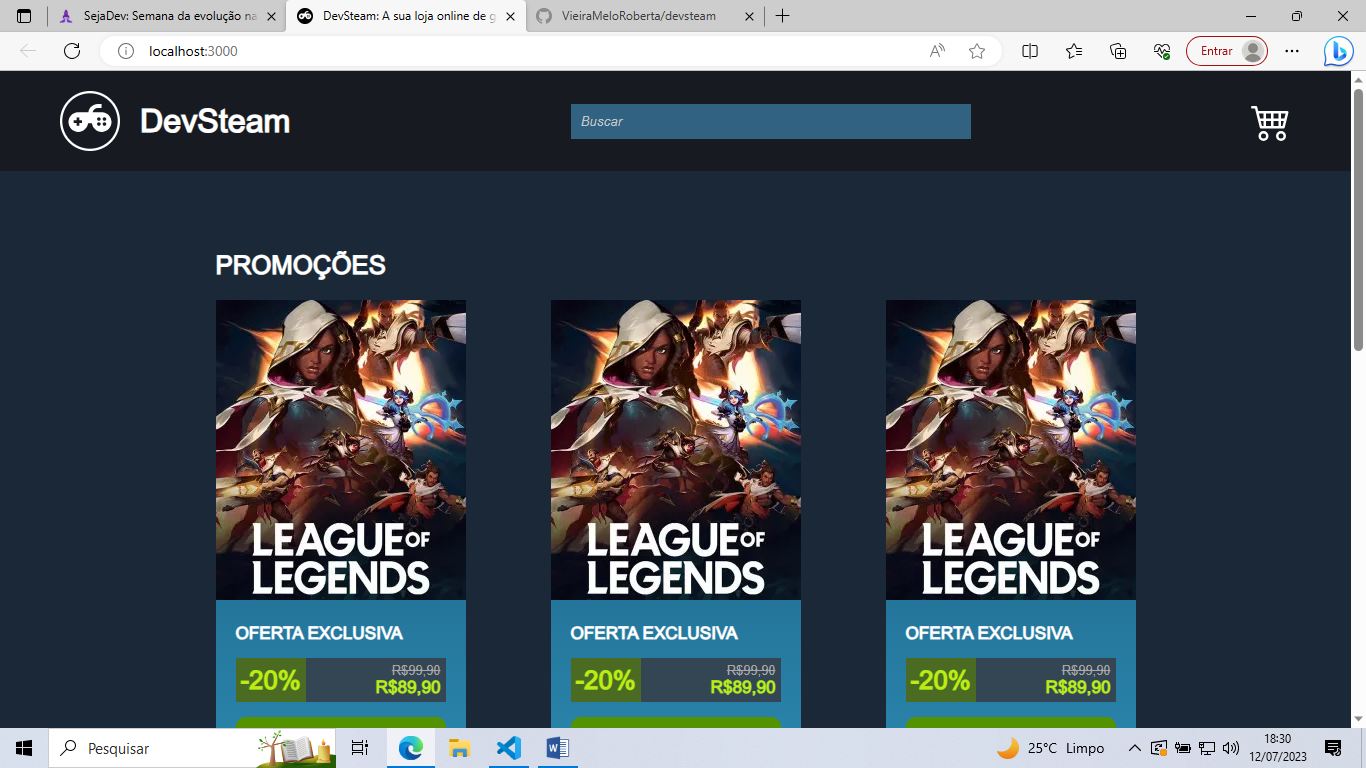 SejaDev: Semana da evolução na
DevSteam: A sua loja online de g
VieiraMeloRoberta/devsteam
localhost:3000
Entrar
DevSteam
Buscar
PROMOÇÕES
LEAGUE OF
LEGENDS
LEAGUE OF
LEGENDS
LEAGUE OF
LEGENDS
OFERTA EXCLUSIVA
OFERTA EXCLUSIVA
OFERTA EXCLUSIVA
-20%
R$99,90
R$89,90
-20%
R$99,90
R$89,90
-20%
R$99,90
R$89,90
Pesquisar
25°C Limpo
18:30
12/07/2023